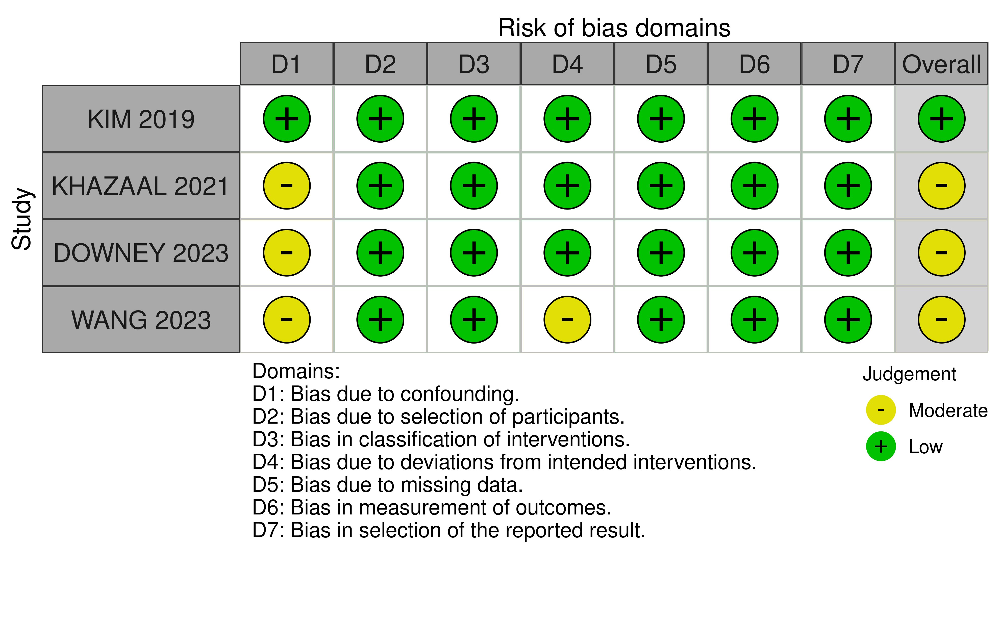 Risk of bias domains
D1 D2 D3 D4 D5 D6 D7 Overall
Study
KIM 2019 + + + + + + + +
KHAZAAL 2021 - + + + + + + -
DOWNEY 2023 - + + + + + + -
WANG 2023 - + + - + + + -
Domains:
D1: Bias due to confounding.
D2: Bias due to selection of participants.
D3: Bias in classification of interventions.
D4: Bias due to deviations from intended interventions.
D5: Bias due to missing data.
D6: Bias in measurement of outcomes.
D7: Bias in selection of the reported result.
Judgement
- Moderate
+ Low